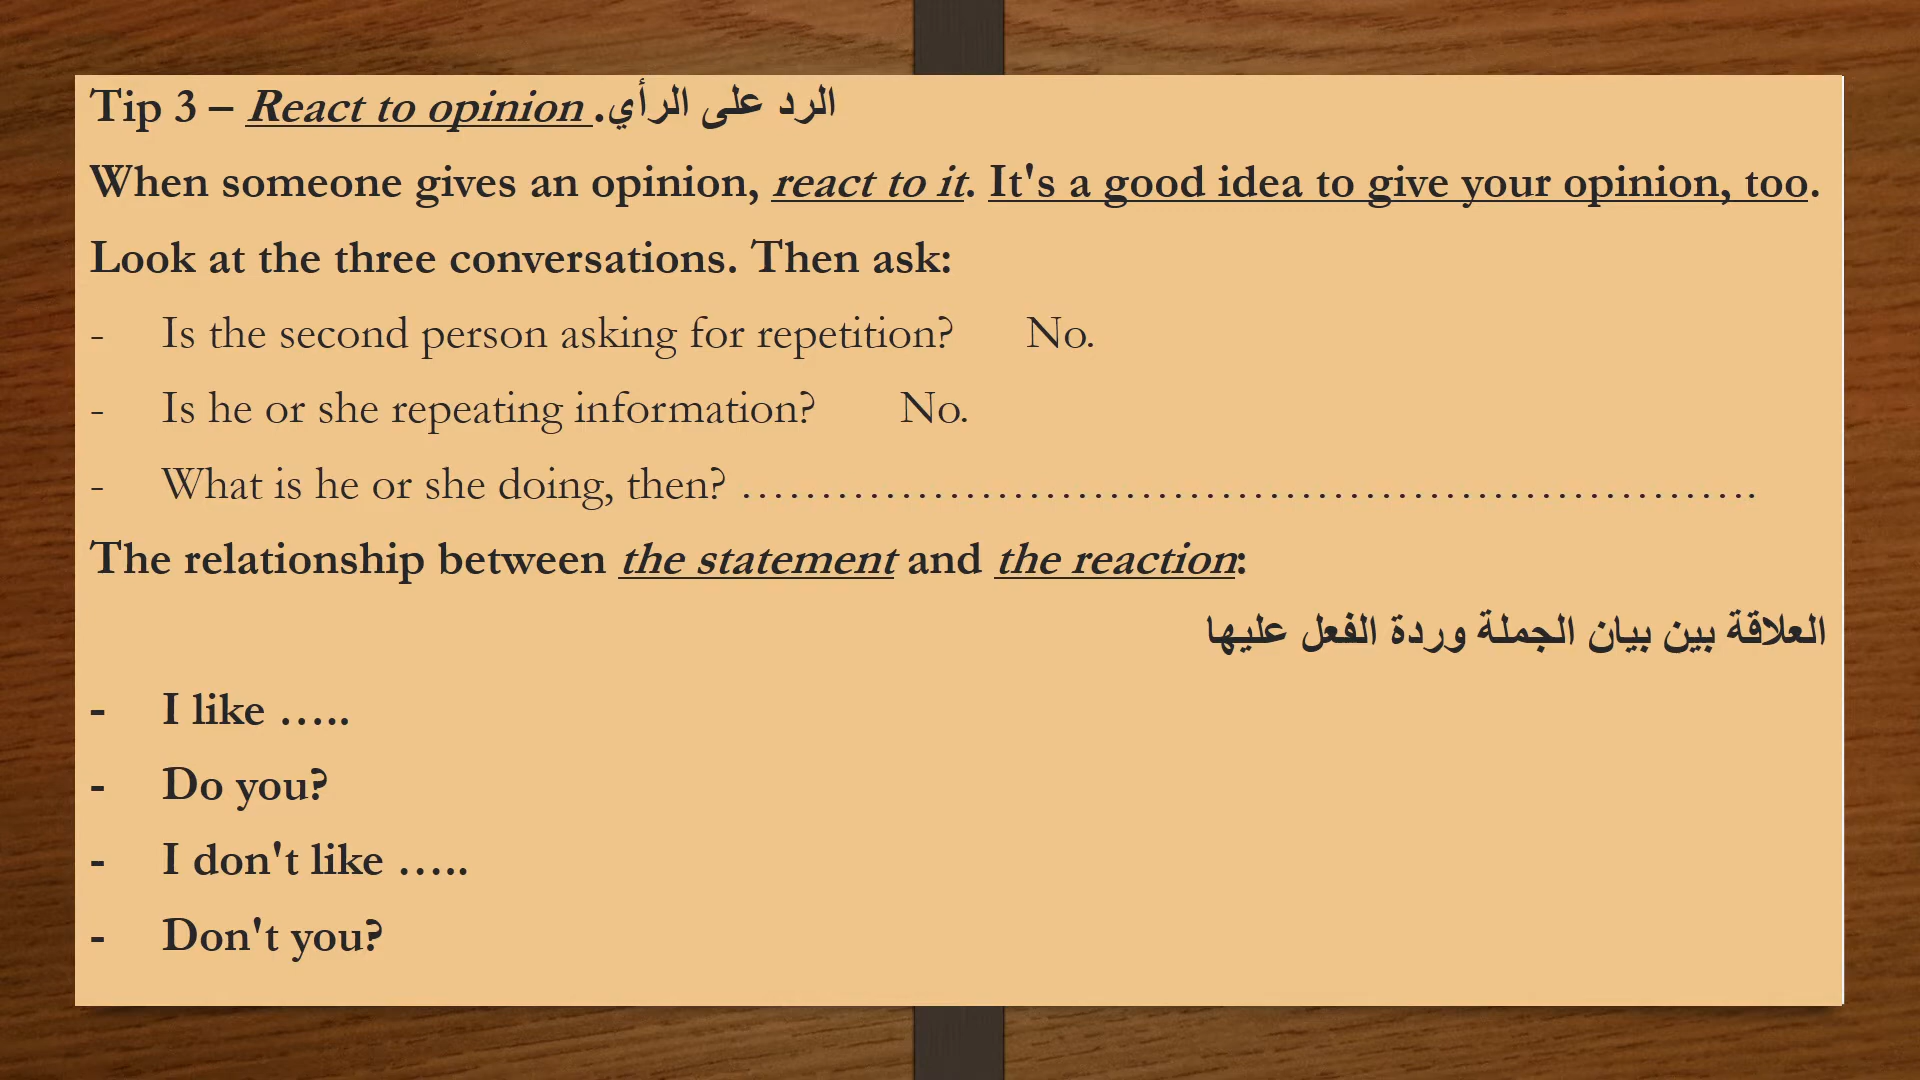 Tip 3 – React to opinion .الرد على الرأي
When someone gives an opinion, react to it. It's a good idea to give your opinion, too.
Look at the three conversations. Then ask:
- Is the second person asking for repetition? No.
- Is he or she repeating information? No.
- What is he or she doing, then? ……………………………………………………….
The relationship between the statement and the reaction:
العلاقة بين بيان الجملة وردة الفعل عليها
- I like …..
- Do you?
- I don't like …..
- Don't you?